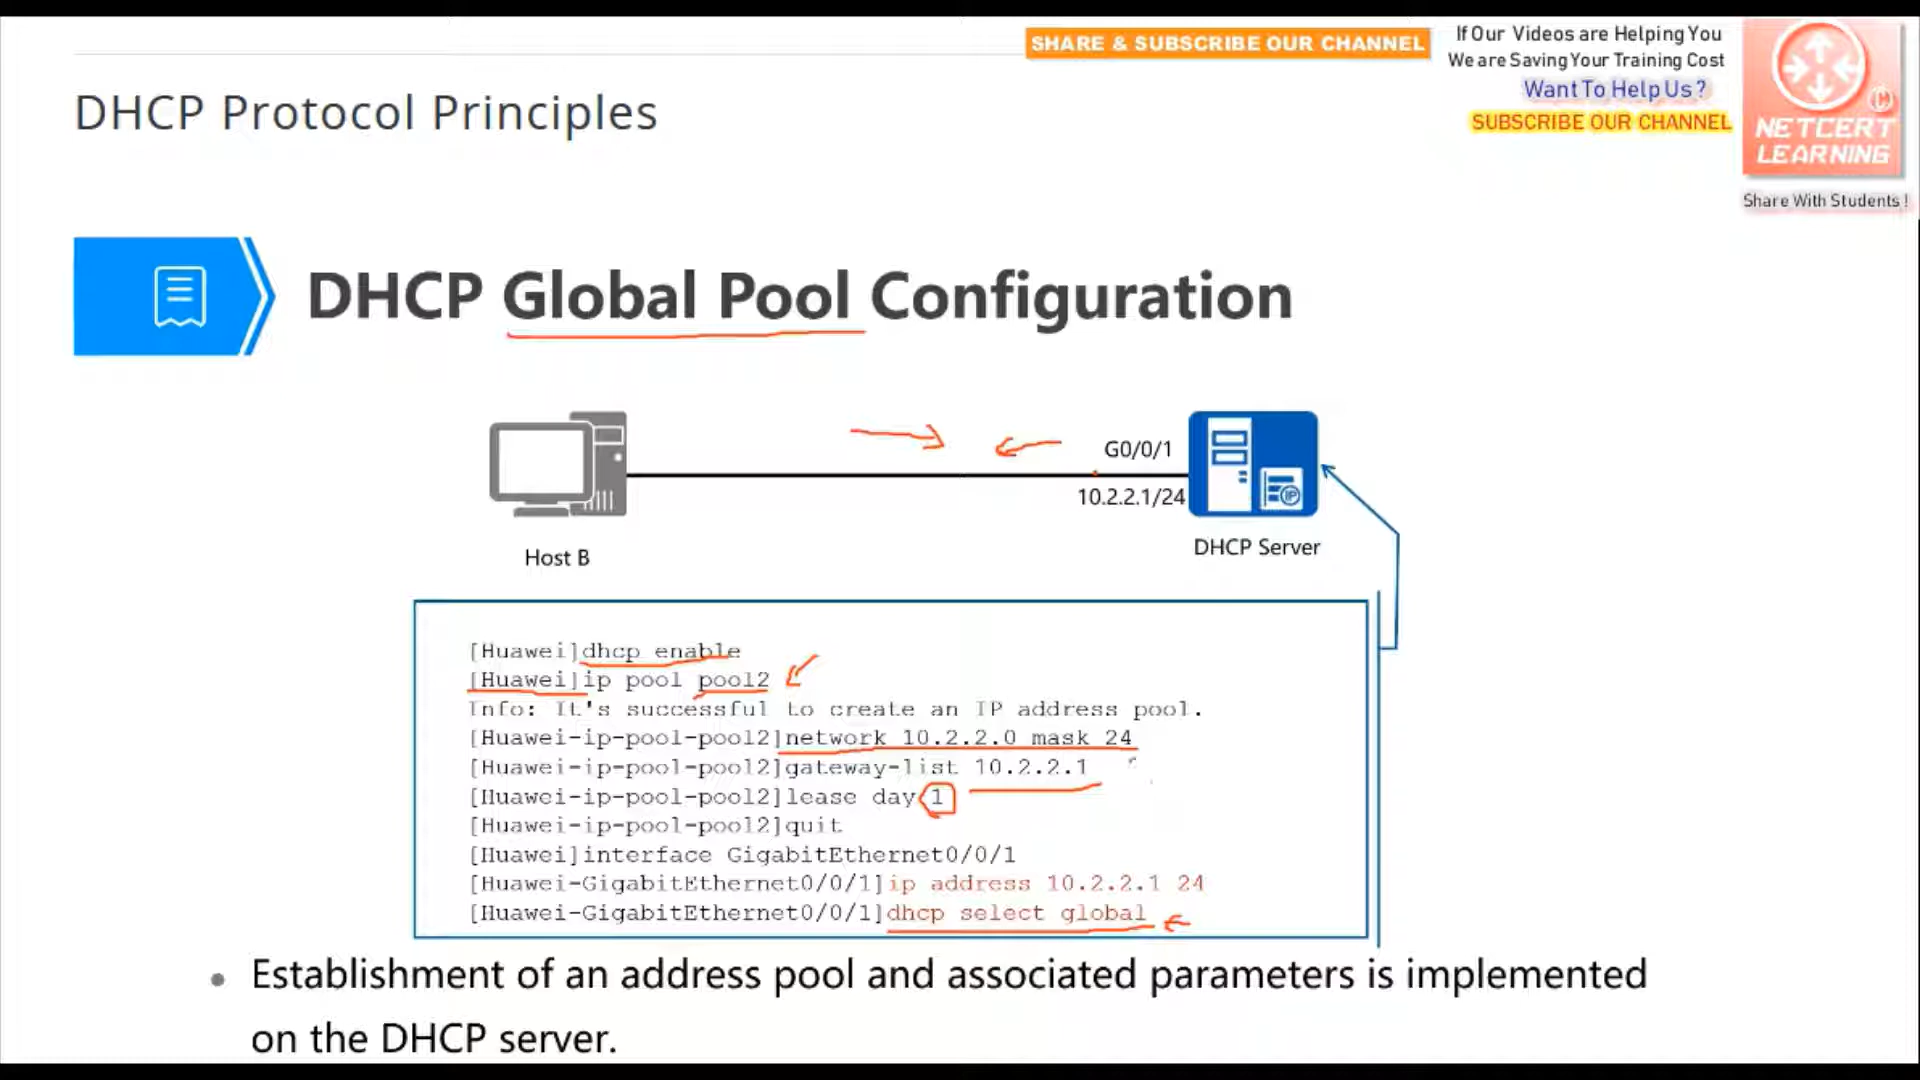 SHARE & SUBSCRIBE OUR CHANNEL
If Our Videos are Helping You
We are Saving Your Training Cost
Want To Help Us ?
SUBSCRIBE OUR CHANNEL
NETCERT
LEARNING
Share With Students !
DHCP Protocol Principles
DHCP Global Pool Configuration
G0/0/1
10.2.2.1/24
IP
Host B
DHCP Server
[Huawei]dhcp enable
[Huawei]ip pool pool2
Info: It's successful to create an IP address pool.
[Huawei-ip-pool-pool2]network 10.2.2.0 mask 24
[Huawei-ip-pool-pool2]gateway-list 10.2.2.1
[Huawei-ip-pool-pool2]lease day 1
[Huawei-ip-pool-pool2]quit
[Huawei]interface GigabitEthernet0/0/1
[Huawei-GigabitEthernet0/0/1]ip address 10.2.2.1 24
[Huawei-GigabitEthernet0/0/1]dhcp select global
• Establishment of an address pool and associated parameters is implemented
on the DHCP server.